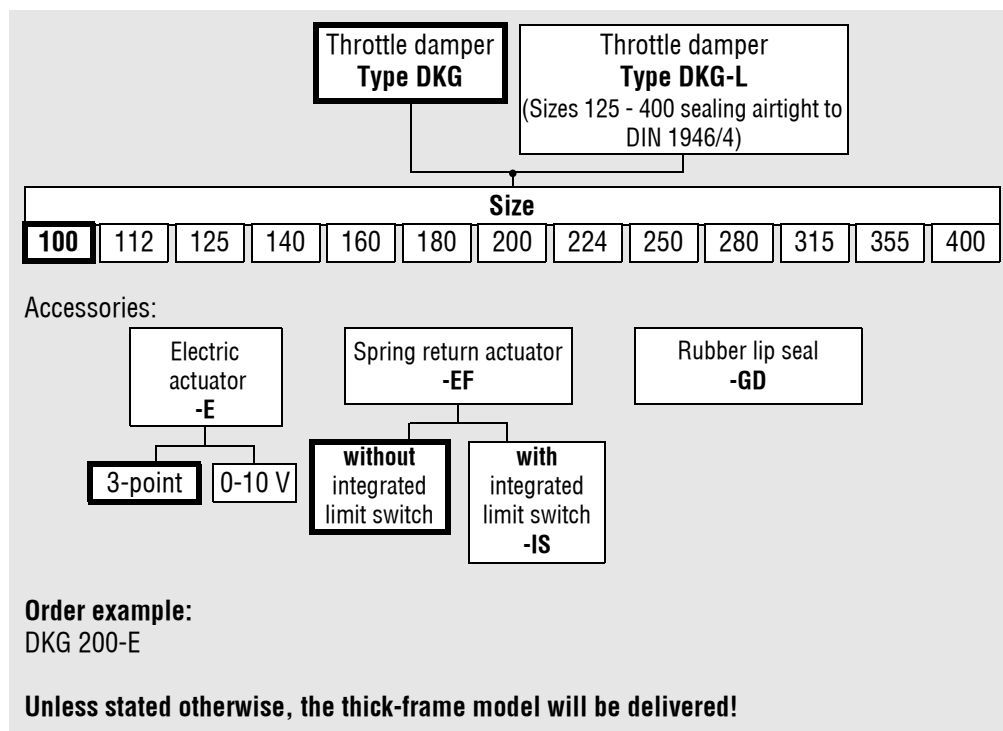 Throttle damper
Type DKG
Throttle damper
Type DKG-L
(Sizes 125 - 400 sealing airtight to
DIN 1946/4)
Size
100 112 125 140 160 180 200 224 250 280 315 355 400
Accessories:
Electric
actuator
-E
3-point
0-10 V
Spring return actuator
-EF
without
integrated
limit switch
with
integrated
limit switch
-IS
Rubber lip seal
-GD
Order example:
DKG 200-E
Unless stated otherwise, the thick-frame model will be delivered!